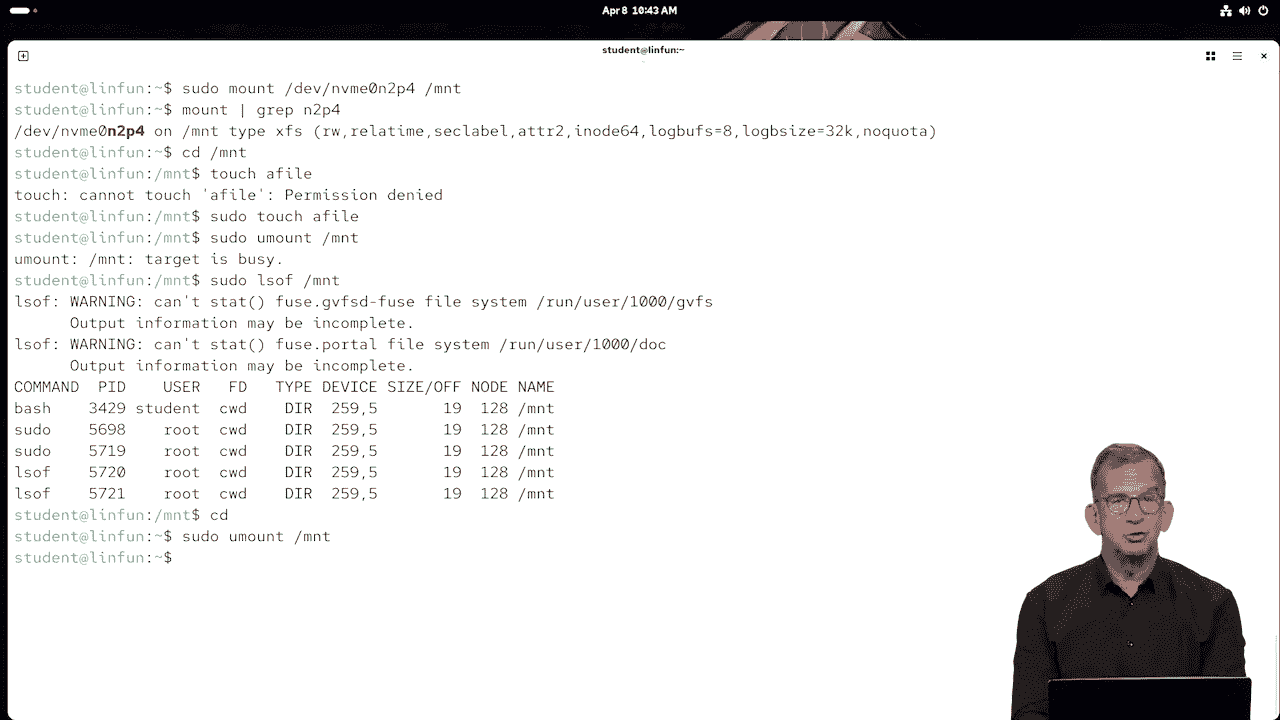 Apr 8 10:43 AM
student@linfun:~
student@linfun:~$ sudo mount /dev/nvme0n2p4 /mnt
student@linfun:~$ mount | grep n2p4
/dev/nvme0n2p4 on /mnt type xfs (rw,relatime,seclabel,attr2,inode64,logbufs=8,logbsize=32k,noquota)
student@linfun:~$ cd /mnt
student@linfun:/mnt$ touch afile
touch: cannot touch 'afile': Permission denied
student@linfun:/mnt$ sudo touch afile
student@linfun:/mnt$ sudo umount /mnt
umount: /mnt: target is busy.
student@linfun:/mnt$ sudo lsof /mnt
lsof: WARNING: can't stat() fuse.gvfsd-fuse file system /run/user/1000/gvfs
      Output information may be incomplete.
lsof: WARNING: can't stat() fuse.portal file system /run/user/1000/doc
      Output information may be incomplete.
COMMAND  PID    USER   FD   TYPE DEVICE SIZE/OFF NODE NAME
bash    3429 student  cwd    DIR  259,5       19  128 /mnt
sudo    5698    root  cwd    DIR  259,5       19  128 /mnt
sudo    5719    root  cwd    DIR  259,5       19  128 /mnt
lsof    5720    root  cwd    DIR  259,5       19  128 /mnt
lsof    5721    root  cwd    DIR  259,5       19  128 /mnt
student@linfun:/mnt$ cd
student@linfun:~$ sudo umount /mnt
student@linfun:~$